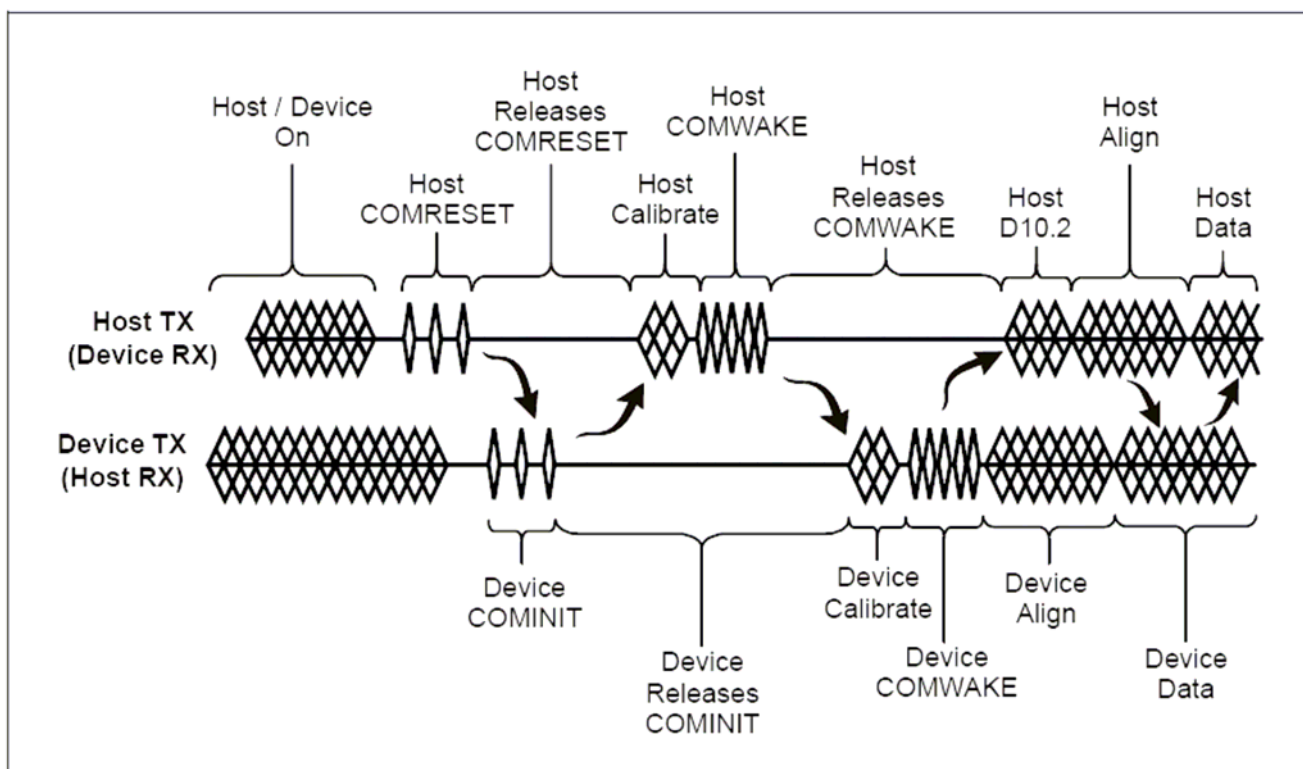 Host / Device
On
Host
COMRESET
Host
Releases
COMRESET
Host
Calibrate
Host
COMWAKE
Host
Releases
COMWAKE
Host
D10.2
Host
Align
Host
Data
Host TX
(Device RX)
Device TX
(Host RX)
Device
COMINIT
Device
Releases
COMINIT
Device
Calibrate
Device
COMWAKE
Device
Align
Device
Data